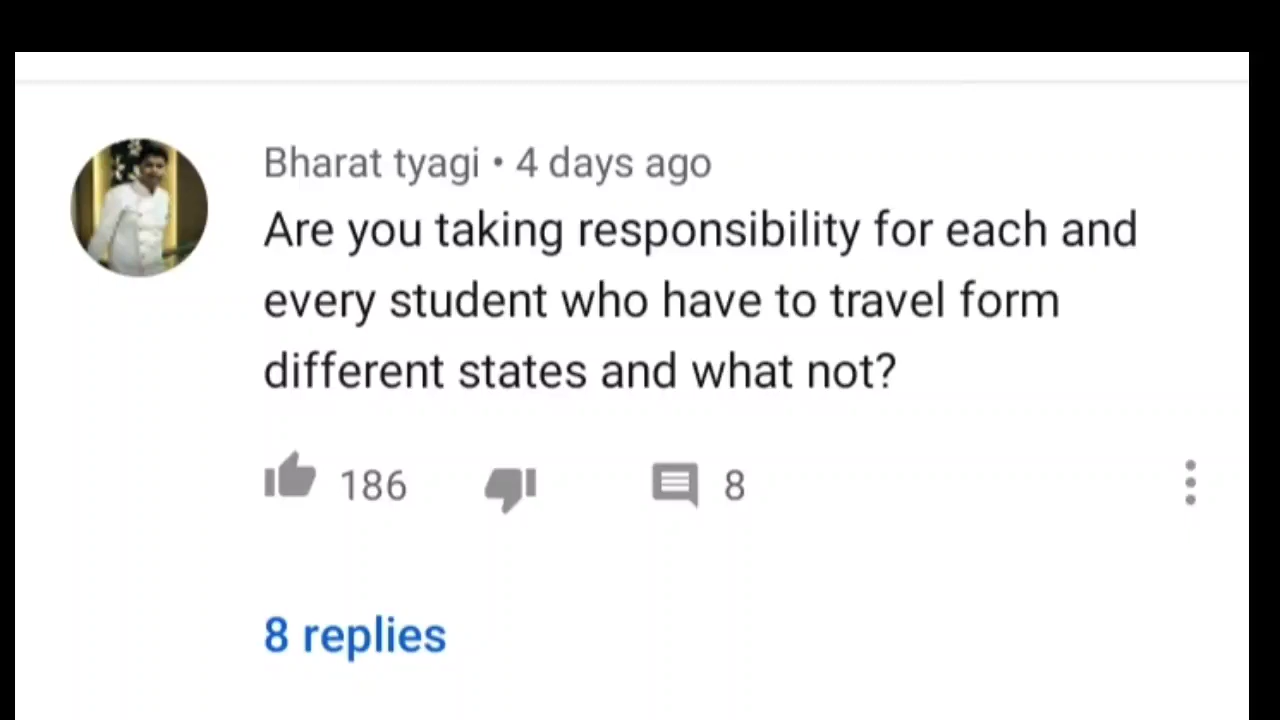 Bharat tyagi • 4 days ago
Are you taking responsibility for each and
every student who have to travel form
different states and what not?
186 8
8 replies